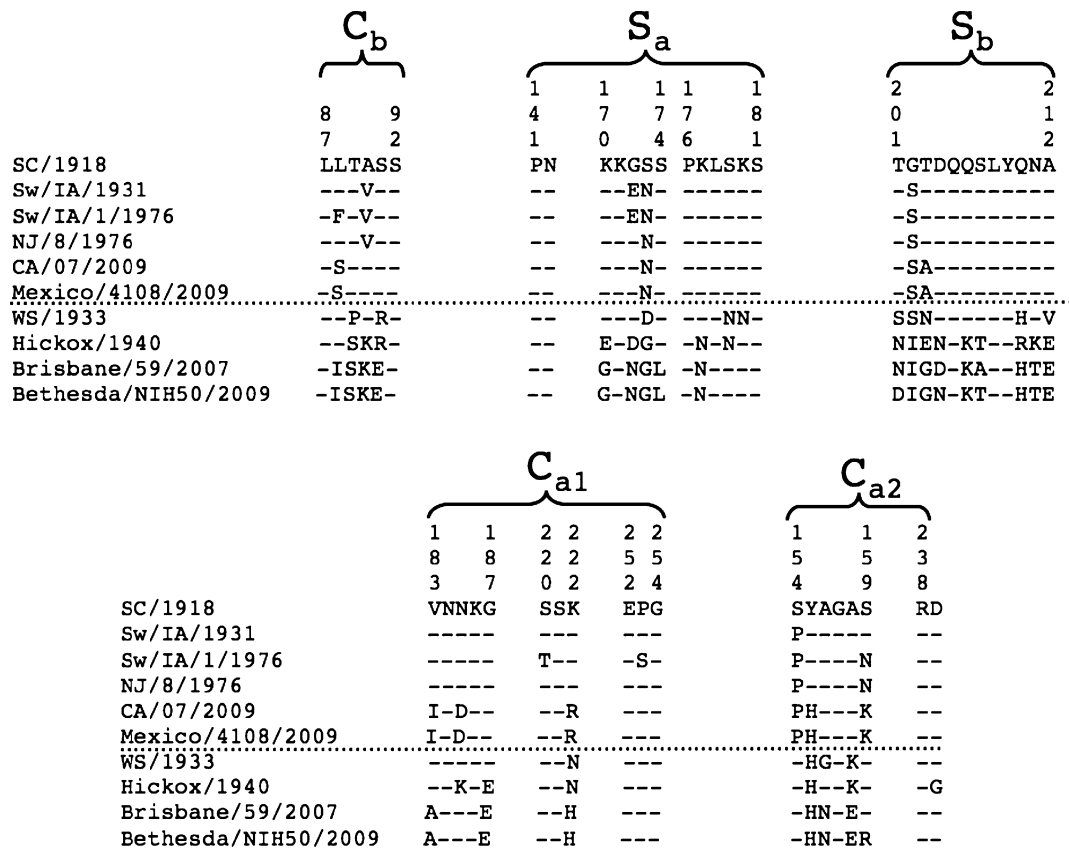 Cb Sa Sb
1 1 1 1 1 2 2
8 9 4 7 7 7 8 0 1
7 2 1 0 4 6 1 1 2
SC/1918 LLTASS PN KKGSS PKLSKS TGTDQQSLYQNA
Sw/IA/1931 ---V-- -- --EN- ------ -S----------
Sw/IA/1/1976 -F-V-- -- --EN- ------ -S----------
NJ/8/1976 ---V-- -- ---N- ------ -S----------
CA/07/2009 -S---- -- ---N- ------ -SA---------
Mexico/4108/2009 -S---- -- ---N- ------ -SA---------
WS/1933 --P-R- -- ---D- ---NN- SSN------H-V
Hickox/1940 --SKR- -- E-DG- -N-N-- NIEN-KT--RKE
Brisbane/59/2007 -ISKE- -- G-NGL -N---- NIGD-KA--HTE
Bethesda/NIH50/2009 -ISKE- -- G-NGL -N---- DIGN-KT--HTE
Ca1 Ca2
1 1 2 2 2 2 1 1 2
8 8 2 2 5 5 5 5 3
3 7 0 2 2 4 4 9 8
SC/1918 VNNKG SSK EPG SYAGAS RD
Sw/IA/1931 ----- --- --- P----- --
Sw/IA/1/1976 ----- T-- -S- P----N --
NJ/8/1976 ----- --- --- P----N --
CA/07/2009 I-D-- --R --- PH---K --
Mexico/4108/2009 I-D-- --R --- PH---K --
WS/1933 ----- --N --- -HG-K- --
Hickox/1940 --K-E --N --- -H--K- -G
Brisbane/59/2007 A---E --H --- -HN-E- --
Bethesda/NIH50/2009 A---E --H --- -HN-ER --